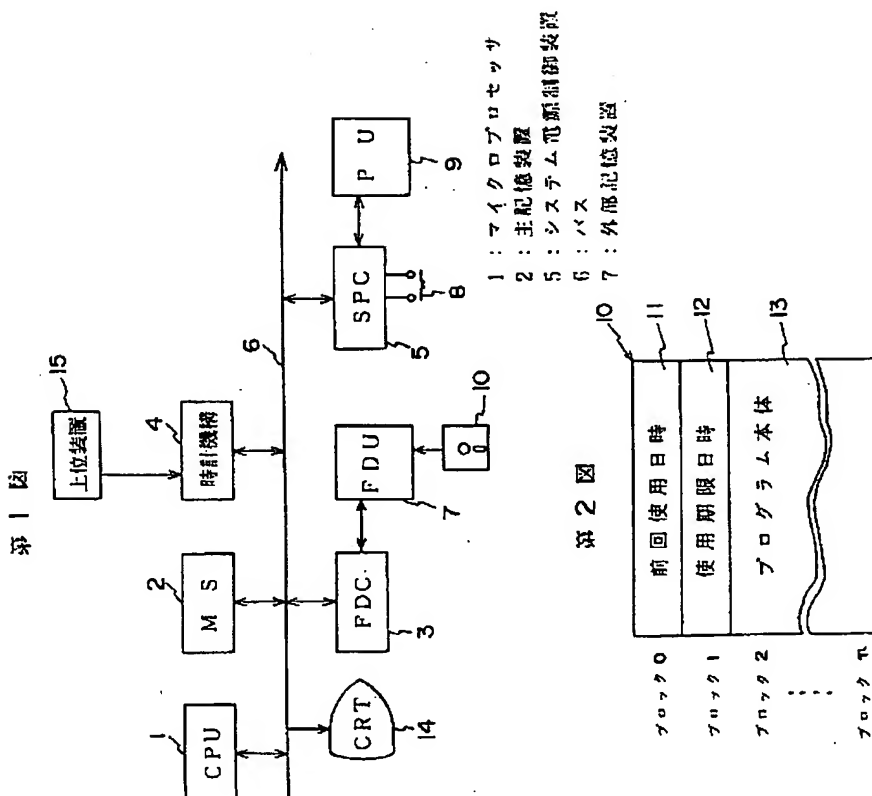 第 1 図
15
上位装置
1
CPU
2
M S
4
時計機構
6
14
CRT
3
FDC
7
FDU
10
5
SPC
8
9
P U
1 : マイクロプロセッサ
2 : 主記憶装置
5 : システム電源制御装置
6 : バス
7 : 外部記憶装置
第 2 図
10
ブロック 0
前回使用日時
11
ブロック 1
使用期限日時
12
ブロック 2
プログラム本体
13
ブロック n